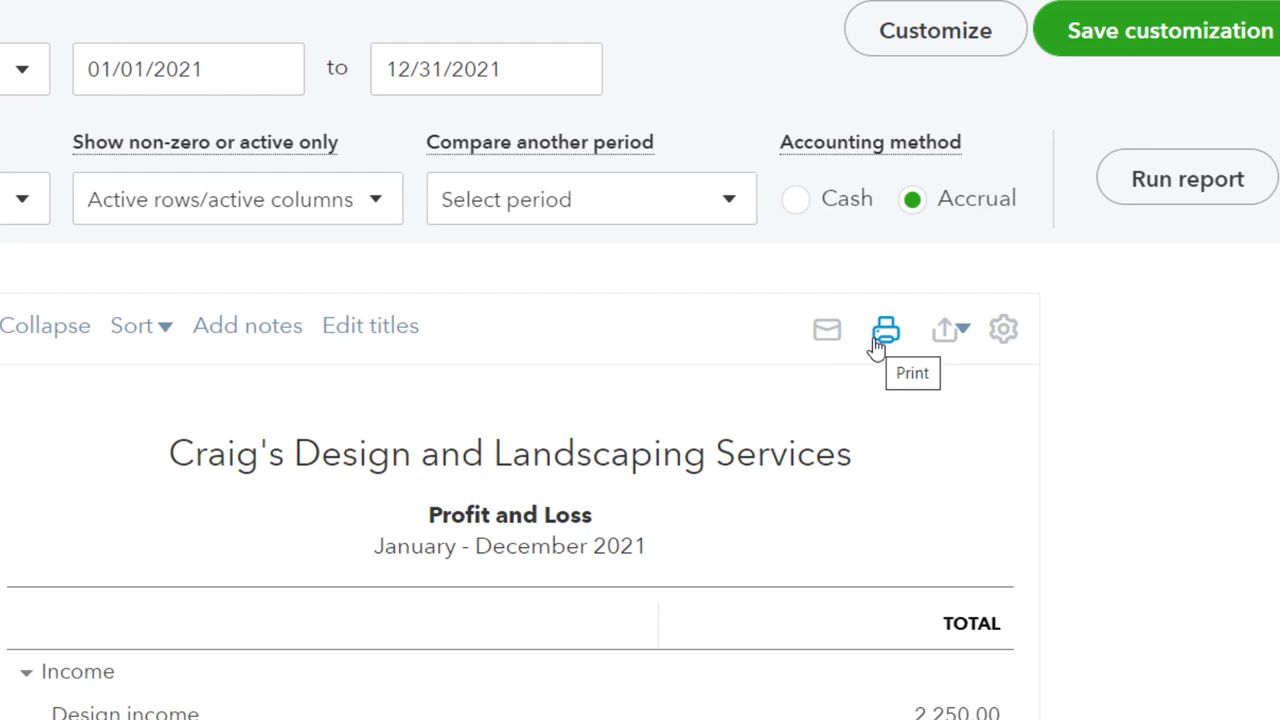 Customize
Save customization
01/01/2021 to 12/31/2021
Show non-zero or active only
Compare another period
Accounting method
Active rows/active columns
Select period
Cash
Accrual
Run report
Collapse
Sort
Add notes
Edit titles
Print
Craig's Design and Landscaping Services
Profit and Loss
January - December 2021
TOTAL
Income
Design income 2,250.00